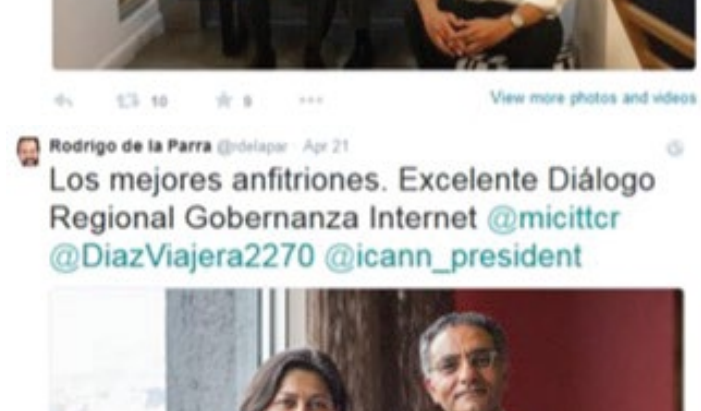 10 9 View more photos and videos
Rodrigo de la Parra @rdelapar · Apr 21
Los mejores anfitriones. Excelente Diálogo
Regional Gobernanza Internet @micittcr
@DiazViajera2270 @icann_president